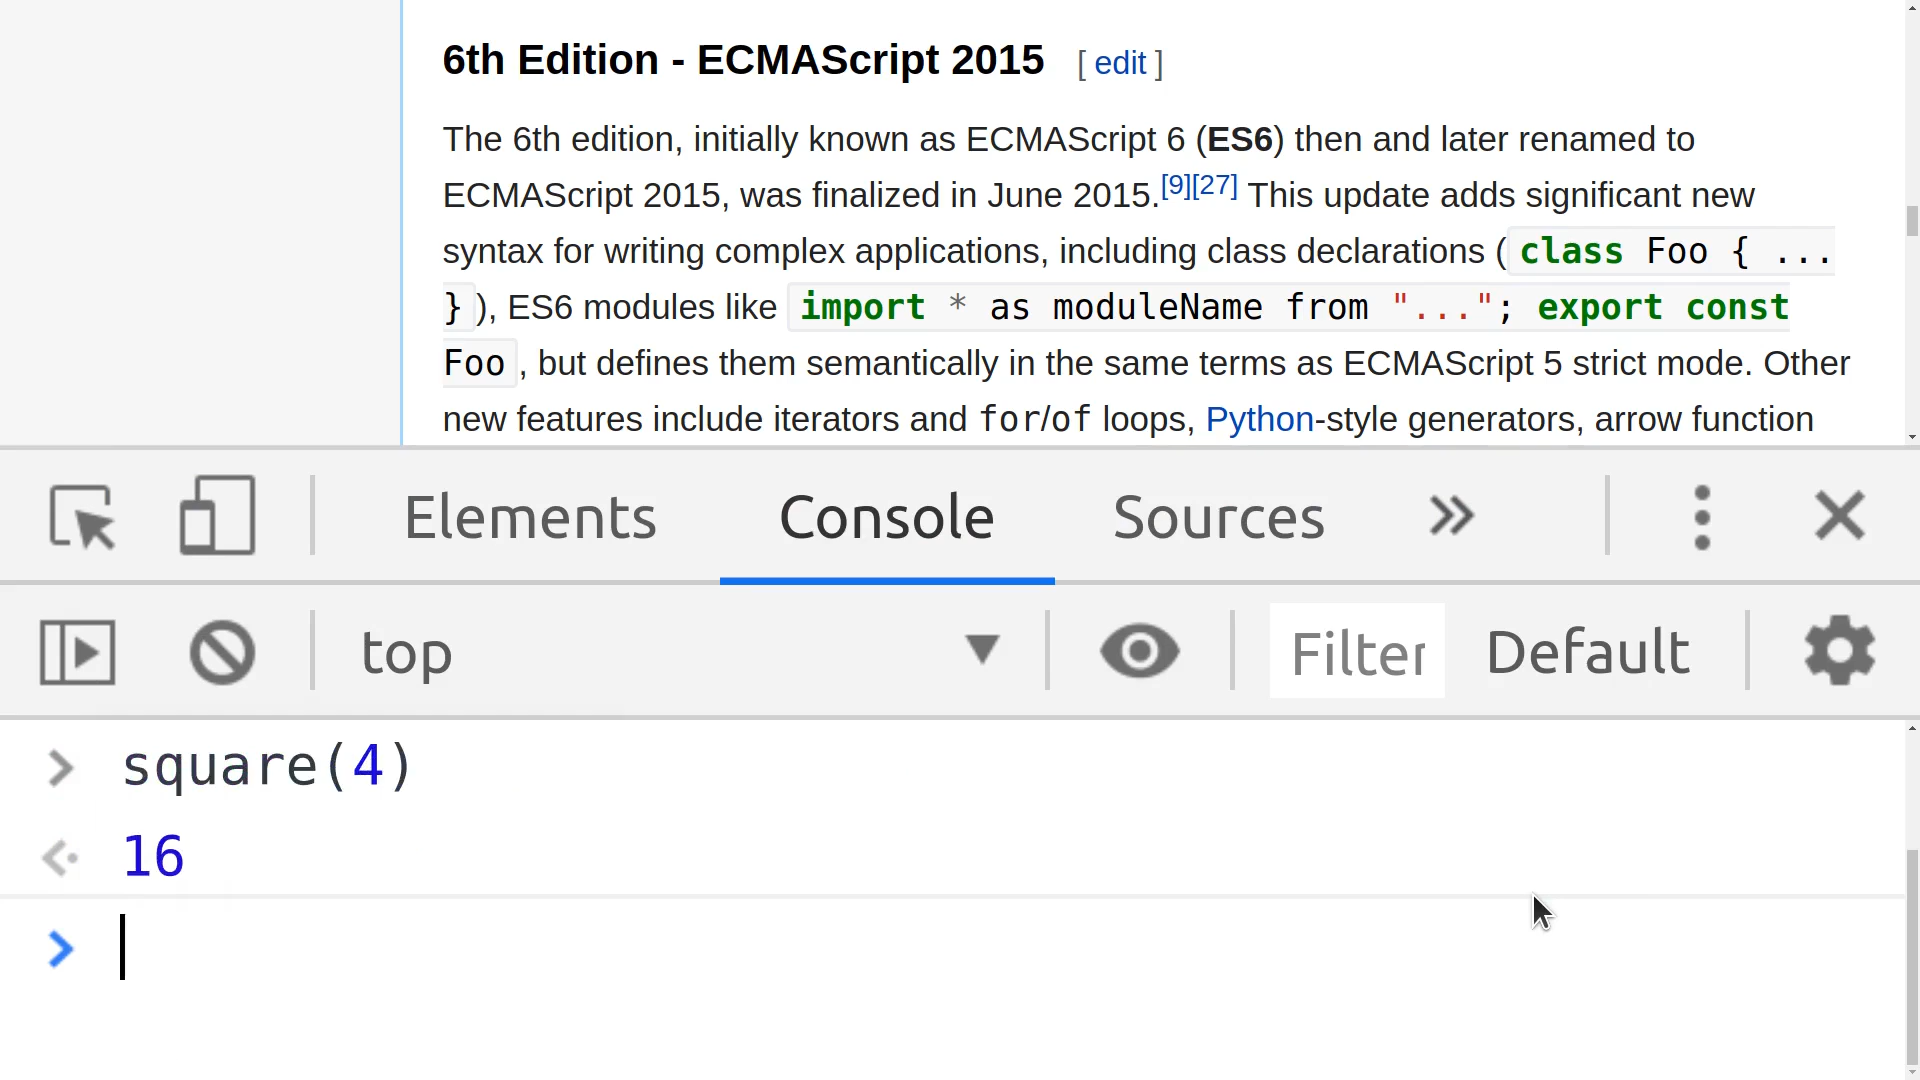 6th Edition - ECMAScript 2015 [ edit ]
The 6th edition, initially known as ECMAScript 6 (ES6) then and later renamed to
ECMAScript 2015, was finalized in June 2015.[9][27] This update adds significant new
syntax for writing complex applications, including class declarations (class Foo { ...
}), ES6 modules like import * as moduleName from "..."; export const
Foo, but defines them semantically in the same terms as ECMAScript 5 strict mode. Other
new features include iterators and for/of loops, Python-style generators, arrow function
Elements Console Sources »
top Filter Default
> square(4)
16
>